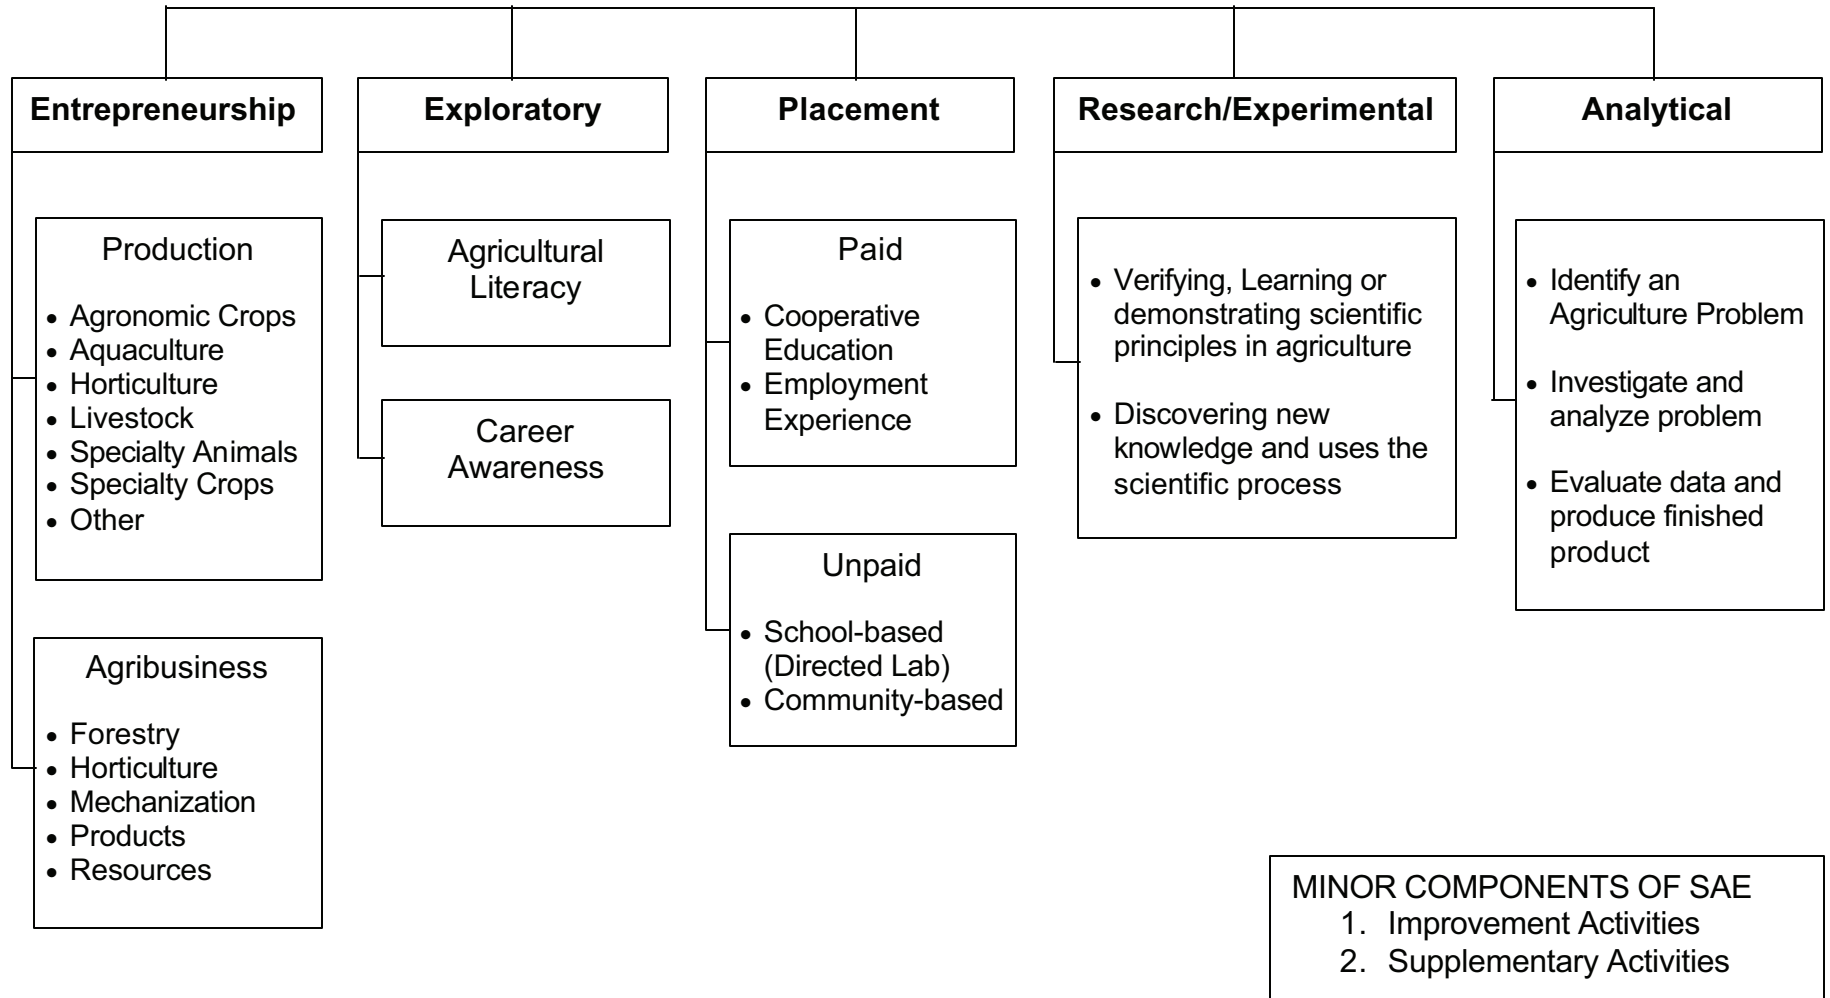 Entrepreneurship
Exploratory
Placement
Research/Experimental
Analytical
Production
• Agronomic Crops
• Aquaculture
• Horticulture
• Livestock
• Specialty Animals
• Specialty Crops
• Other
Agribusiness
• Forestry
• Horticulture
• Mechanization
• Products
• Resources
Agricultural
Literacy
Career
Awareness
Paid
• Cooperative
Education
• Employment
Experience
Unpaid
• School-based
(Directed Lab)
• Community-based
• Verifying, Learning or
demonstrating scientific
principles in agriculture
• Discovering new
knowledge and uses the
scientific process
• Identify an
Agriculture Problem
• Investigate and
analyze problem
• Evaluate data and
produce finished
product
MINOR COMPONENTS OF SAE
1. Improvement Activities
2. Supplementary Activities